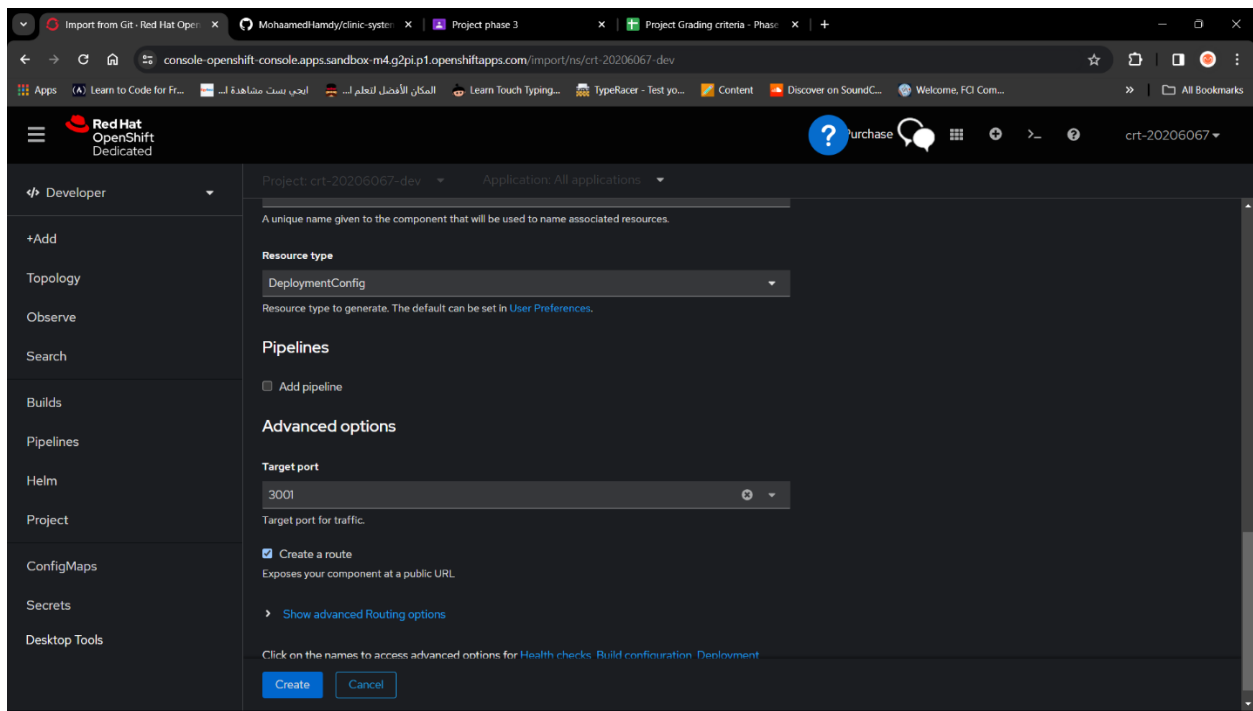 Import from Git · Red Hat Open
MohaamedHamdy/clinic-system
Project phase 3
Project Grading criteria - Phase
console-openshift-console.apps.sandbox-m4.g2pi.p1.openshiftapps.com/import/ns/crt-20206067-dev
Apps
(A) Learn to Code for Fr...
ايجي بست مشاهدة ا...
المكان الأفضل لتعلم ا...
Learn Touch Typing...
TypeRacer - Test yo...
Content
Discover on SoundC...
Welcome, FCI Com...
»
All Bookmarks
Red Hat
OpenShift
Dedicated
?
urchase
crt-20206067
</> Developer
Project: crt-20206067-dev
Application: All applications
+Add
Topology
Observe
Search
Builds
Pipelines
Helm
Project
ConfigMaps
Secrets
Desktop Tools
A unique name given to the component that will be used to name associated resources.
Resource type
DeploymentConfig
Resource type to generate. The default can be set in User Preferences.
Pipelines
Add pipeline
Advanced options
Target port
3001
Target port for traffic.
Create a route
Exposes your component at a public URL
Show advanced Routing options
Click on the names to access advanced options for Health checks, Build configuration, Deployment,
Create
Cancel